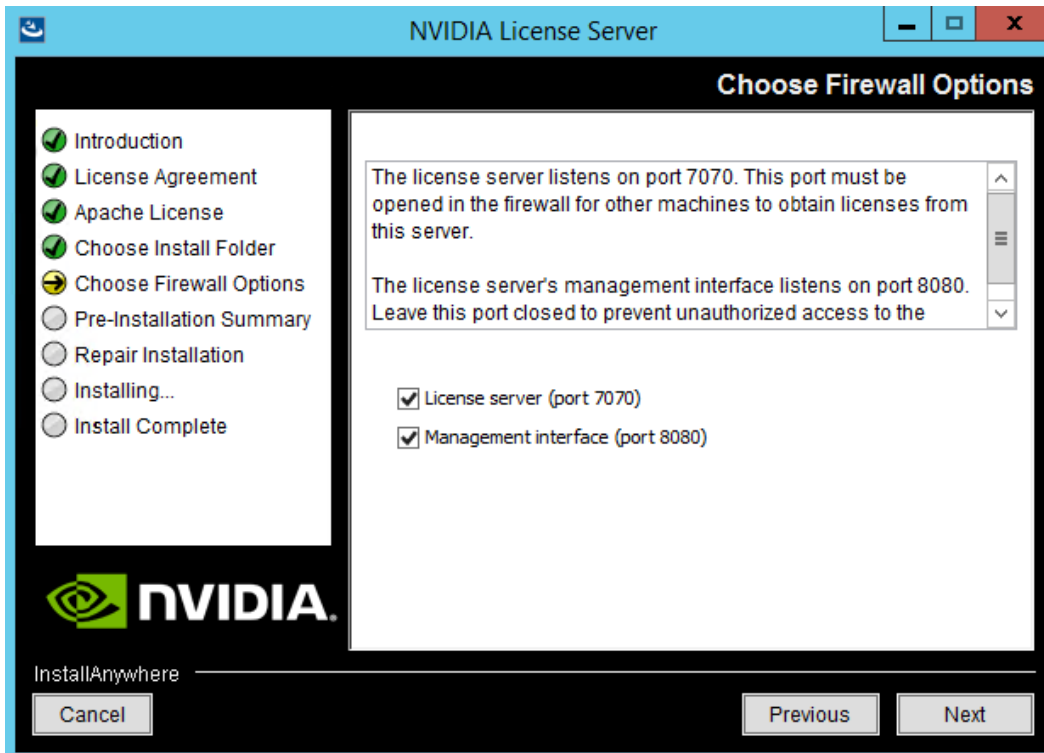 NVIDIA License Server
Choose Firewall Options
Introduction
License Agreement
Apache License
Choose Install Folder
Choose Firewall Options
Pre-Installation Summary
Repair Installation
Installing...
Install Complete
The license server listens on port 7070. This port must be
opened in the firewall for other machines to obtain licenses from
this server.
The license server's management interface listens on port 8080.
Leave this port closed to prevent unauthorized access to the
License server (port 7070)
Management interface (port 8080)
NVIDIA.
InstallAnywhere
Cancel
Previous
Next